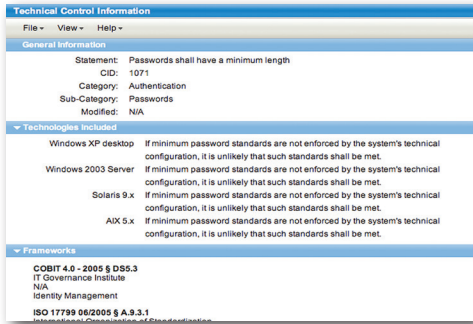 Technical Control Information
File View Help
General Information
Statement: Passwords shall have a minimum length
CID: 1071
Category: Authentication
Sub-Category: Passwords
Modified: N/A
Technologies Included
Windows XP desktop If minimum password standards are not enforced by the system's technical
configuration, it is unlikely that such standards shall be met.
Windows 2003 Server If minimum password standards are not enforced by the system's technical
configuration, it is unlikely that such standards shall be met.
Solaris 9.x If minimum password standards are not enforced by the system's technical
configuration, it is unlikely that such standards shall be met.
AIX 5.x If minimum password standards are not enforced by the system's technical
configuration, it is unlikely that such standards shall be met.
Frameworks
COBIT 4.0 - 2005 § DS5.3
IT Governance Institute
N/A
Identity Management
ISO 17799 06/2005 § A.9.3.1
International Organization of Standardization